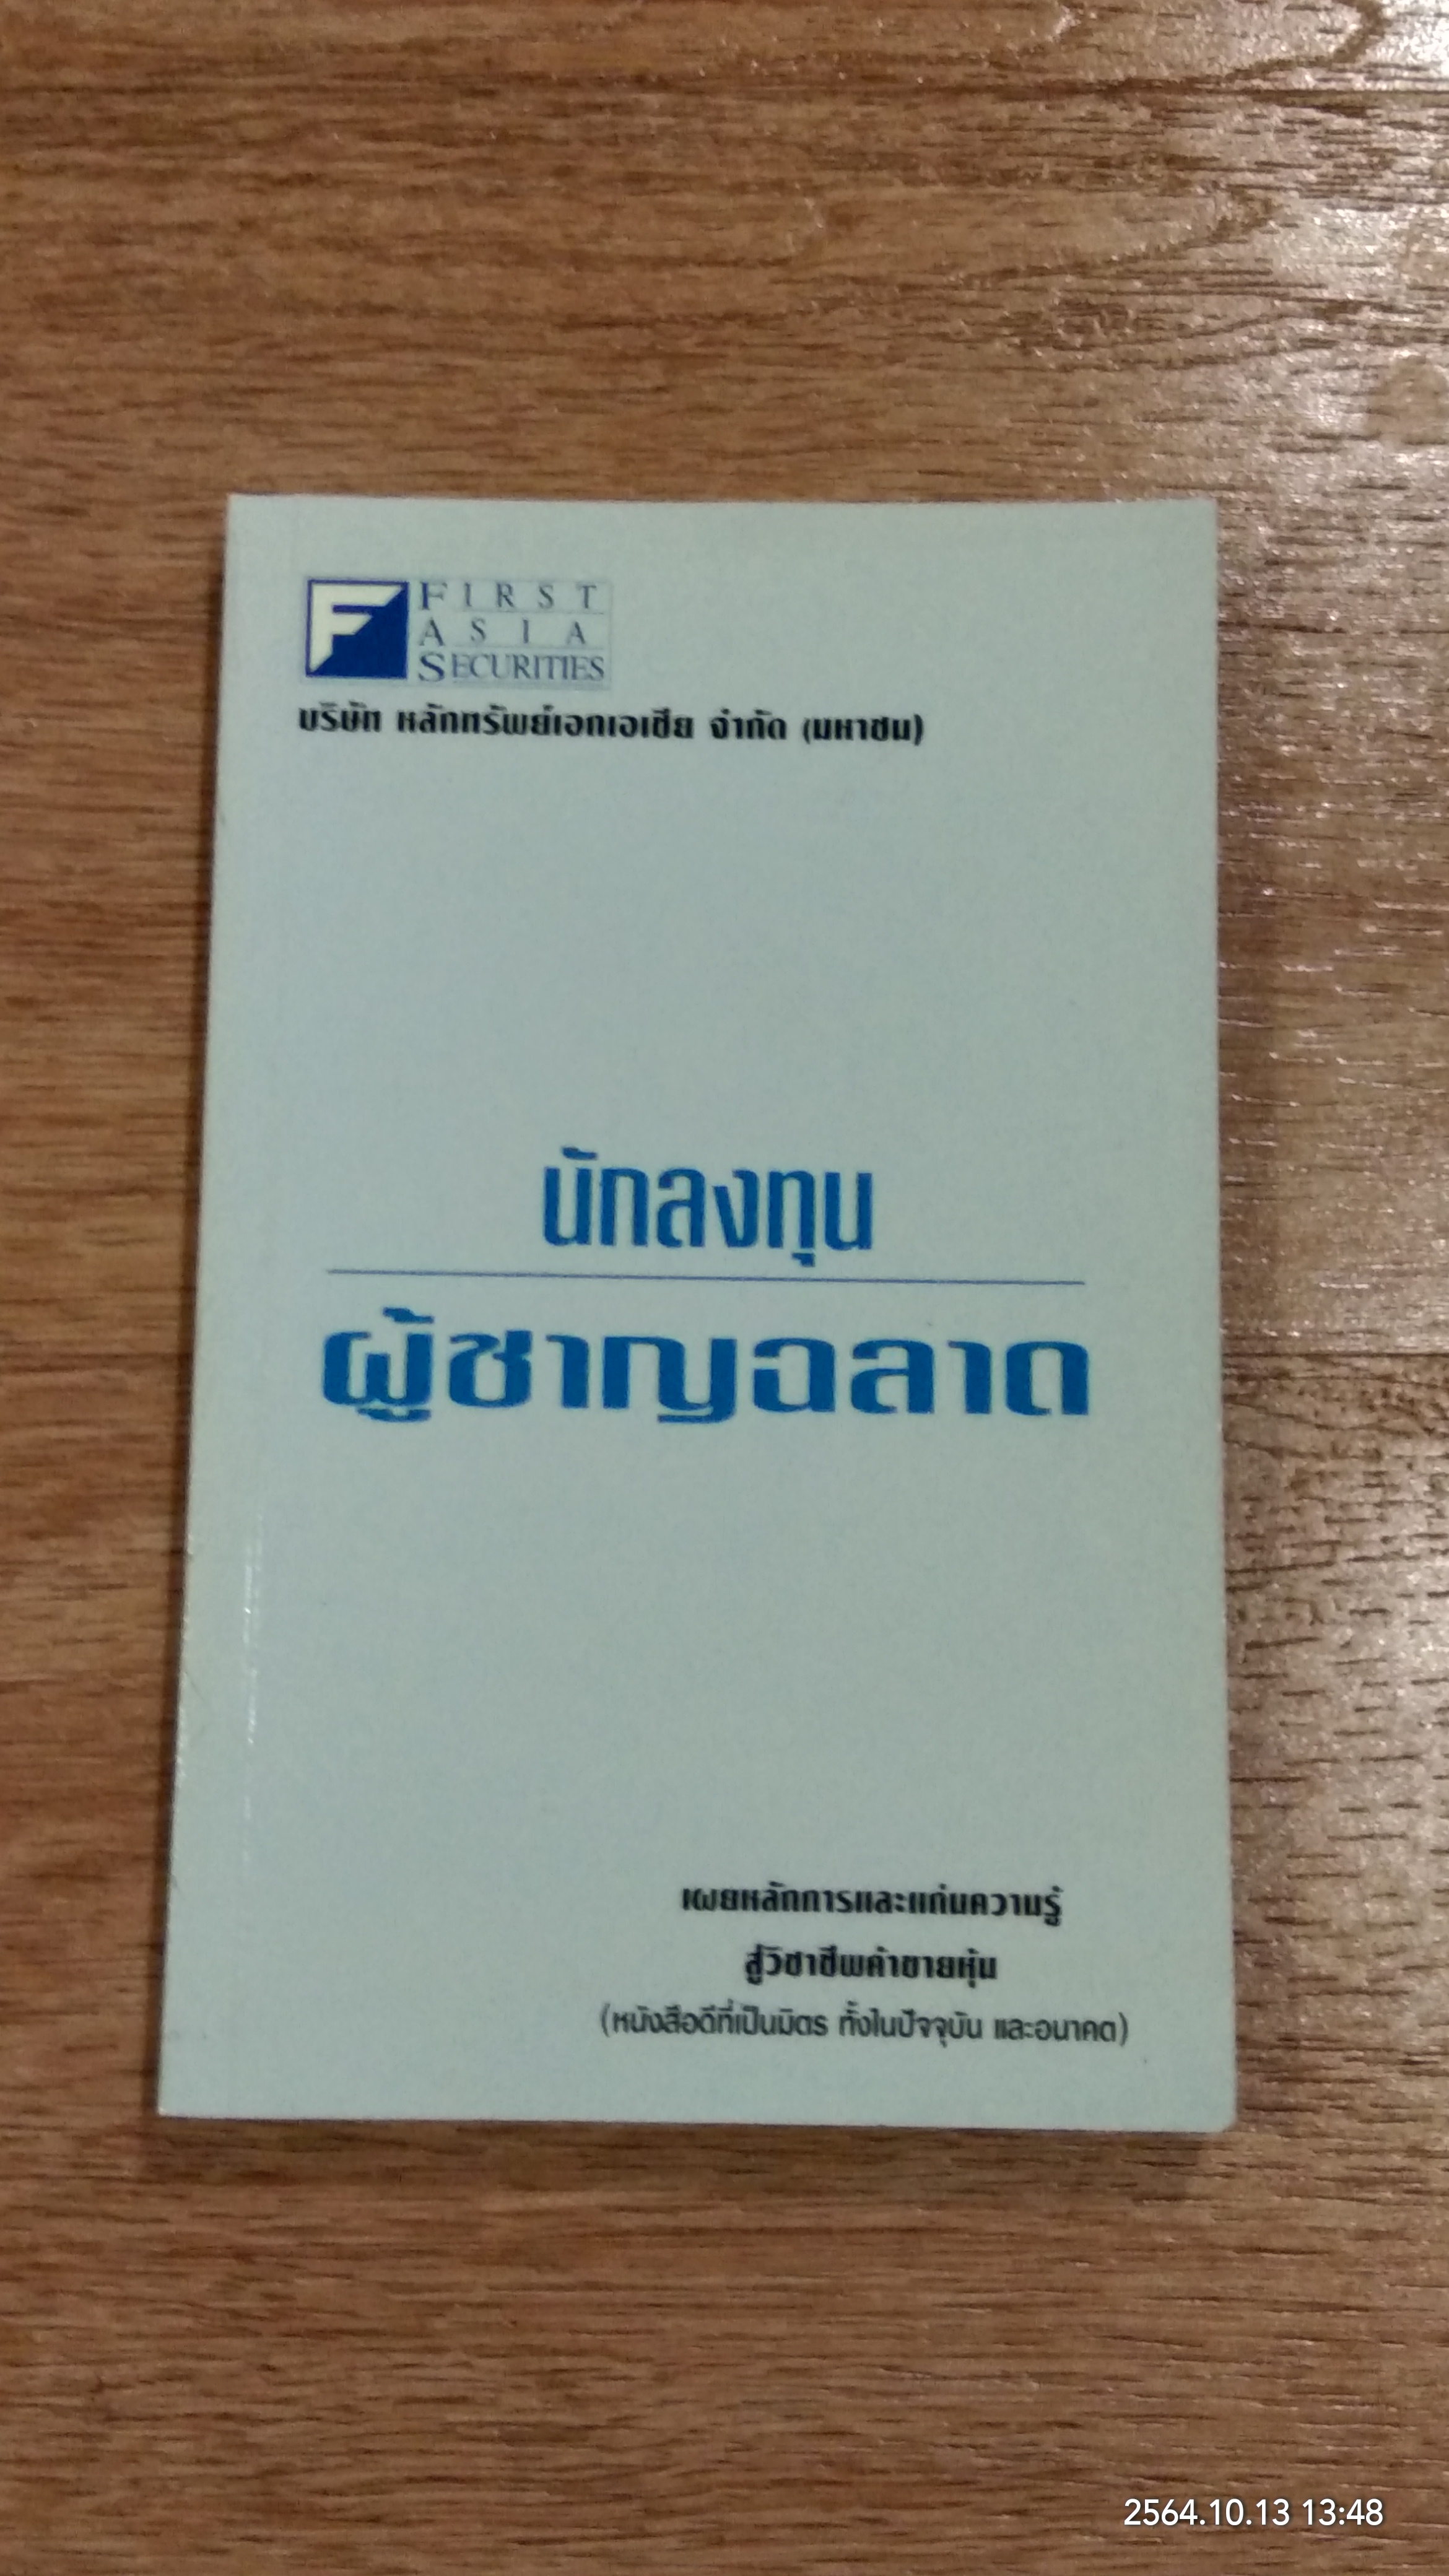 FIRST
ASIA
SECURITIES
บริษัท หลักทรัพย์เอกเอเซีย จำกัด (มหาชน)
นักลงทุน
ผู้ชาญฉลาด
เผยหลักการและแก่นความรู้
สู่วิชาชีพค้าขายหุ้น
(หนังสือดีที่เป็นมิตร ทั้งในปัจจุบัน และอนาคต)
2564.10.13 13:48